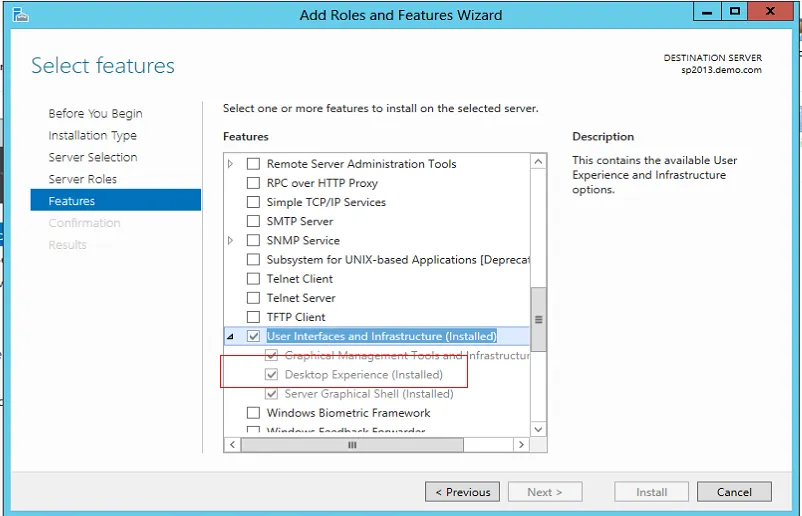 Add Roles and Features Wizard
Select features
DESTINATION SERVER
sp2013.demo.com
Before You Begin
Installation Type
Server Selection
Server Roles
Features
Confirmation
Results
Select one or more features to install on the selected server.
Features
Remote Server Administration Tools
RPC over HTTP Proxy
Simple TCP/IP Services
SMTP Server
SNMP Service
Subsystem for UNIX-based Applications [Deprecat
Telnet Client
Telnet Server
TFTP Client
User Interfaces and Infrastructure (Installed)
Graphical Management Tools and Infrastructur
Desktop Experience (Installed)
Server Graphical Shell (Installed)
Windows Biometric Framework
Windows Feedback Forwarder
Description
This contains the available User
Experience and Infrastructure
options.
< Previous
Next >
Install
Cancel